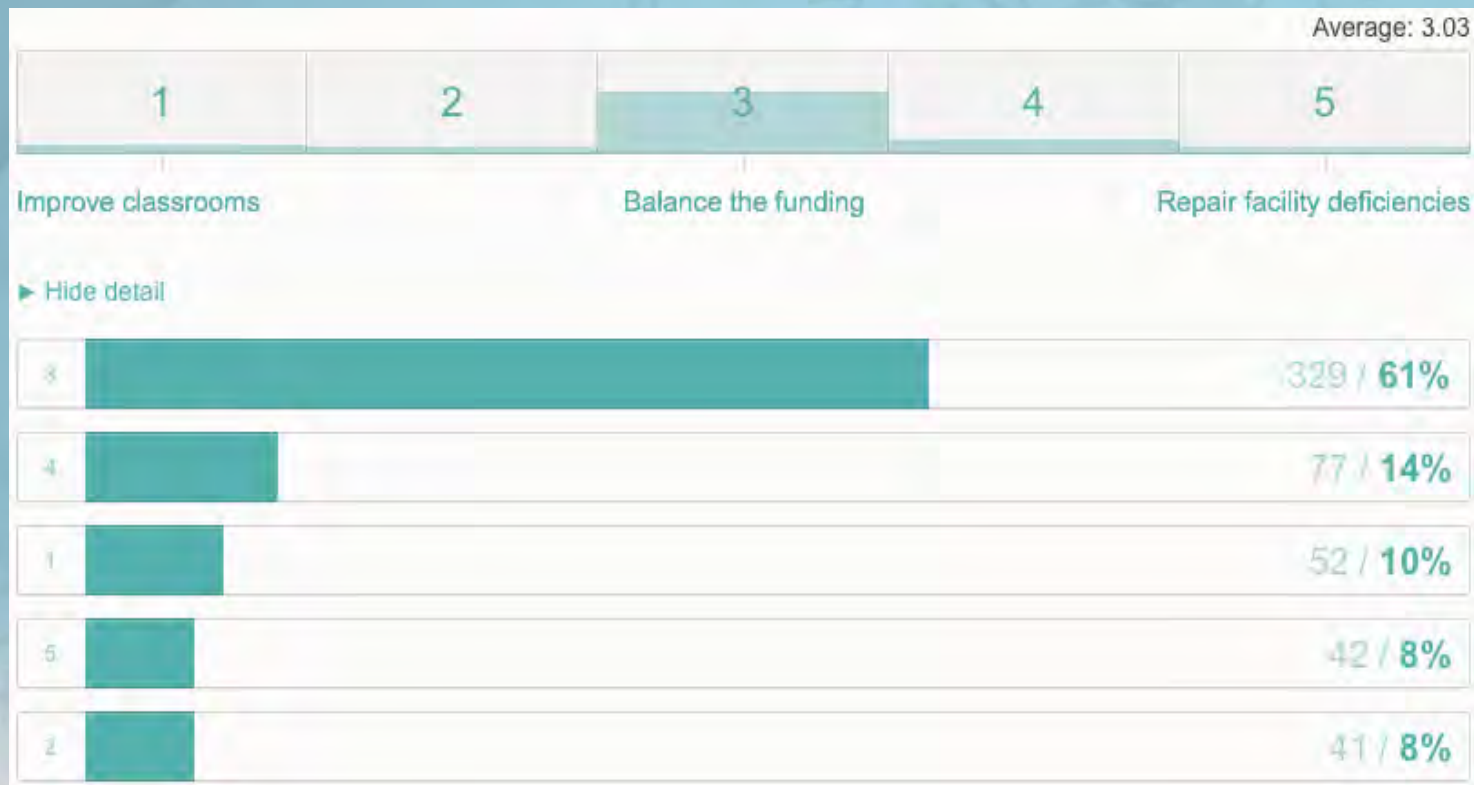 Average: 3.03
1 2 3 4 5
Improve classrooms Balance the funding Repair facility deficiencies
► Hide detail
3 329 / 61%
4 77 / 14%
1 52 / 10%
5 42 / 8%
2 41 / 8%